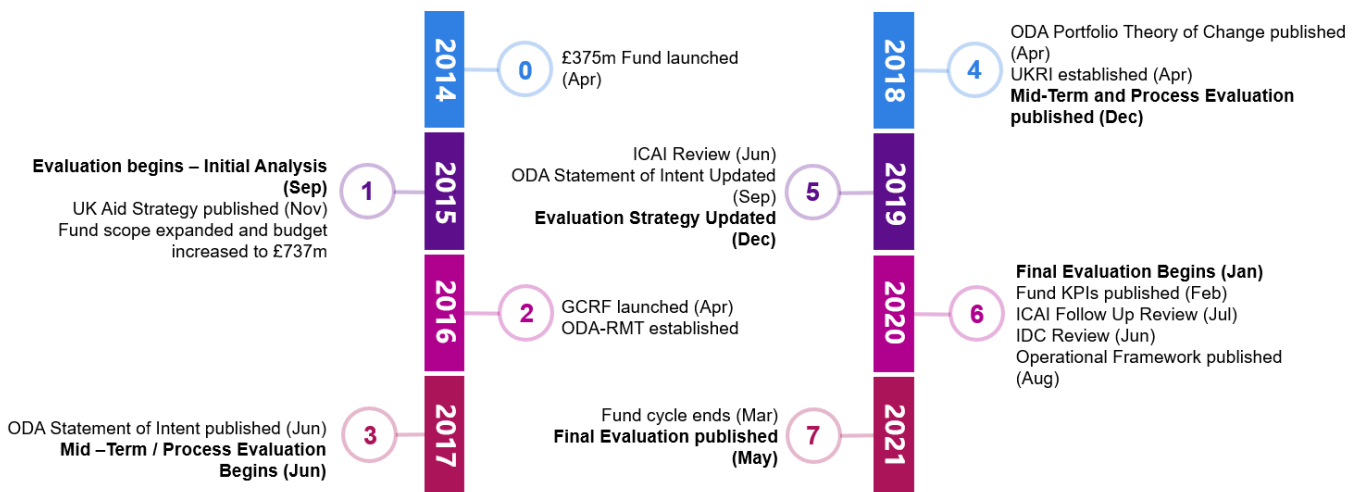 2014
0
£375m Fund launched
(Apr)
2015
1
Evaluation begins – Initial Analysis
(Sep)
UK Aid Strategy published (Nov)
Fund scope expanded and budget
increased to £737m
2016
2
GCRF launched (Apr)
ODA-RMT established
2017
3
ODA Statement of Intent published (Jun)
Mid –Term / Process Evaluation
Begins (Jun)
2018
4
ODA Portfolio Theory of Change published
(Apr)
UKRI established (Apr)
Mid-Term and Process Evaluation
published (Dec)
2019
5
ICAI Review (Jun)
ODA Statement of Intent Updated
(Sep)
Evaluation Strategy Updated
(Dec)
2020
6
Final Evaluation Begins (Jan)
Fund KPIs published (Feb)
ICAI Follow Up Review (Jul)
IDC Review (Jun)
Operational Framework published
(Aug)
2021
7
Fund cycle ends (Mar)
Final Evaluation published
(May)